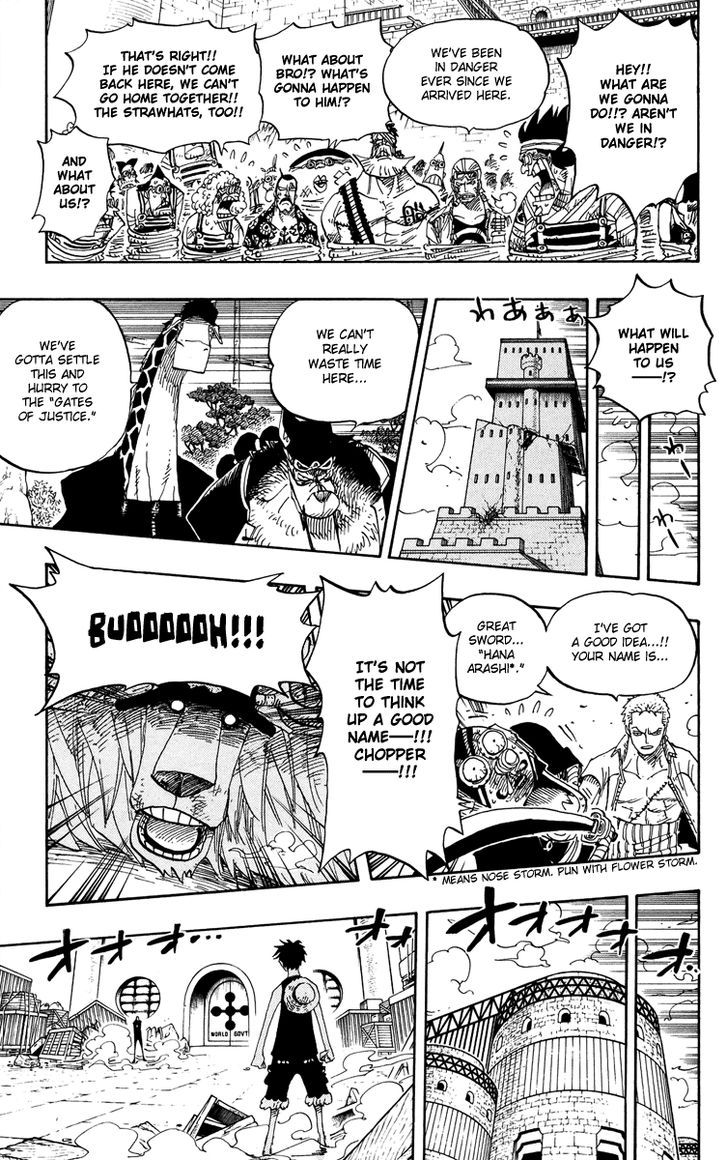 HEY!!
WHAT ARE
WE GONNA
DO!!? AREN'T
WE IN
DANGER!?
WE'VE BEEN
IN DANGER
EVER SINCE WE
ARRIVED HERE.
WHAT ABOUT
BRO!? WHAT'S
GONNA HAPPEN
TO HIM!?
THAT'S RIGHT!!
IF HE DOESN'T COME
BACK HERE, WE CAN'T
GO HOME TOGETHER!!
THE STRAWHATS, TOO!!
AND
WHAT
ABOUT
US!?
WHAT WILL
HAPPEN
TO US
——!?
わあぁぁ
WE CAN'T
REALLY
WASTE TIME
HERE...
WE'VE
GOTTA SETTLE
THIS AND
HURRY TO
THE "GATES
OF JUSTICE."
I'VE GOT
A GOOD IDEA...!!
YOUR NAME IS...
GREAT
SWORD...
"HANA
ARASHI*."
* MEANS NOSE STORM. PUN WITH FLOWER STORM.
IT'S NOT
THE TIME
TO THINK
UP A GOOD
NAME——!!!
CHOPPER
——!!!
BUOOOOOH!!!
オオオ
オオオ...
WORLD GOVT